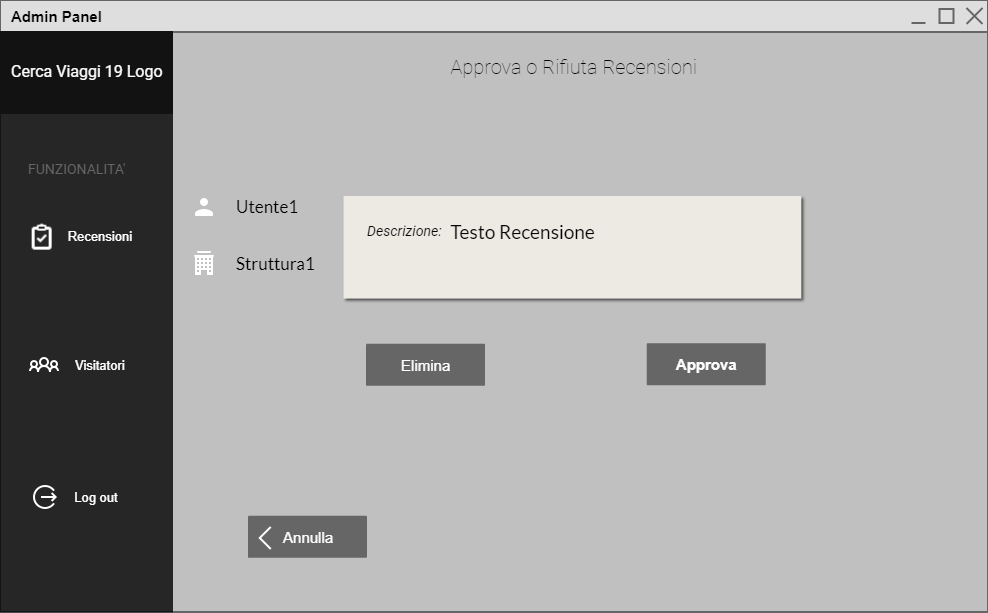 Admin Panel
Cerca Viaggi 19 Logo
Approva o Rifiuta Recensioni
FUNZIONALITA'
Recensioni
Visitatori
Log out
Utente1
Struttura1
Descrizione: Testo Recensione
Elimina
Approva
Annulla